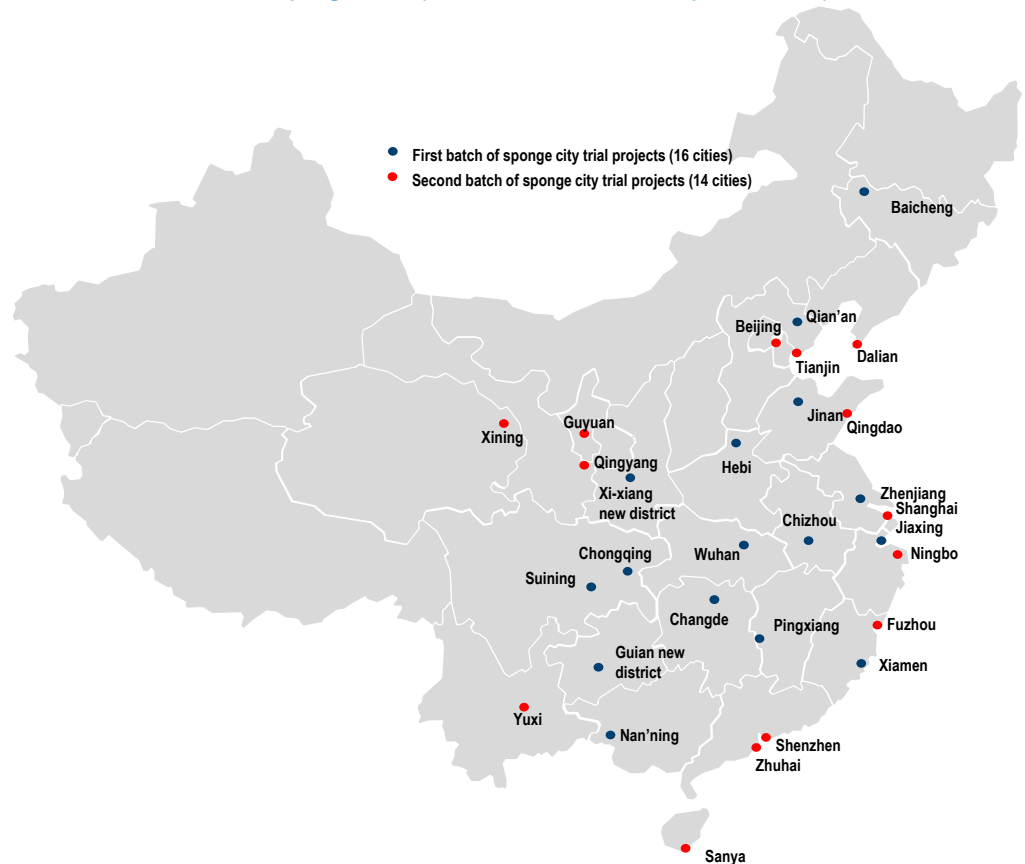 First batch of sponge city trial projects (16 cities)
Second batch of sponge city trial projects (14 cities)
Baicheng
Qian’an
Beijing
Dalian
Tianjin
Jinan
Qingdao
Guyuan
Xining
Hebi
Qingyang
Xi-xiang
new district
Zhenjiang
Shanghai
Chizhou
Jiaxing
Ningbo
Wuhan
Chongqing
Suining
Changde
Pingxiang
Fuzhou
Guian new
district
Xiamen
Yuxi
Nan’ning
Shenzhen
Zhuhai
Sanya